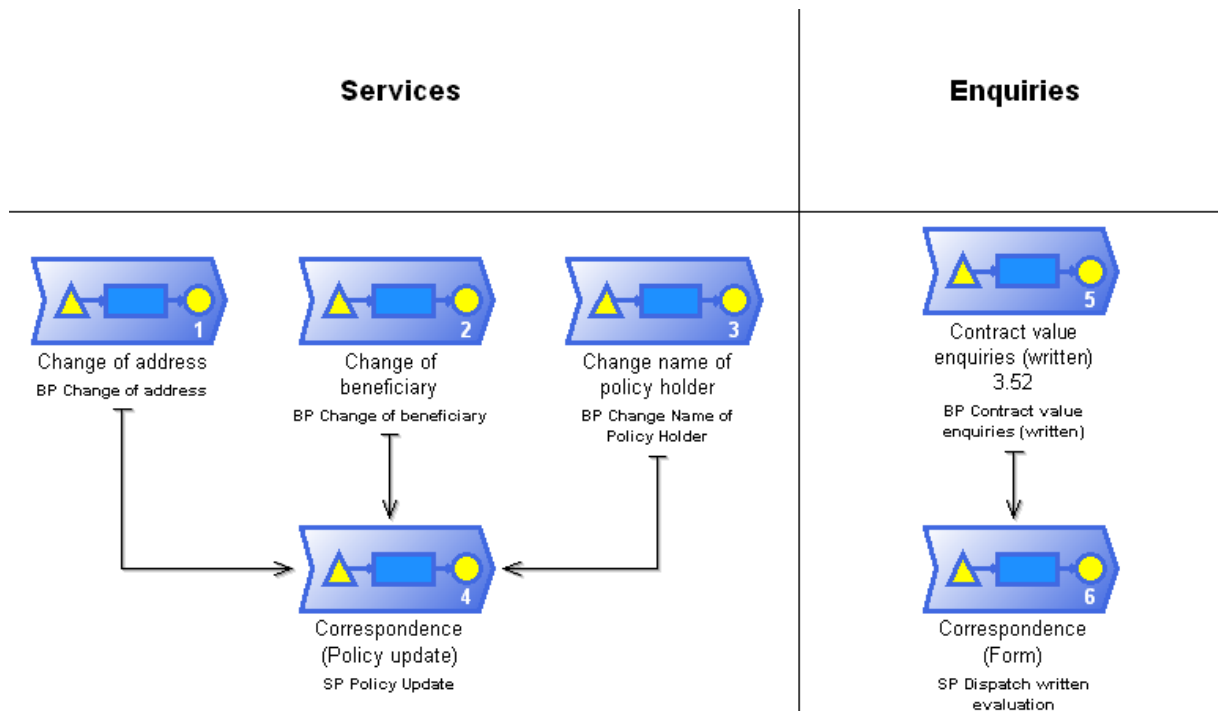 Services
Enquiries
1
Change of address
BP Change of address
2
Change of
beneficiary
BP Change of beneficiary
3
Change name of
policy holder
BP Change Name of
Policy Holder
5
Contract value
enquiries (written)
3.52
BP Contract value
enquiries (written)
4
Correspondence
(Policy update)
SP Policy Update
6
Correspondence
(Form)
SP Dispatch written
evaluation